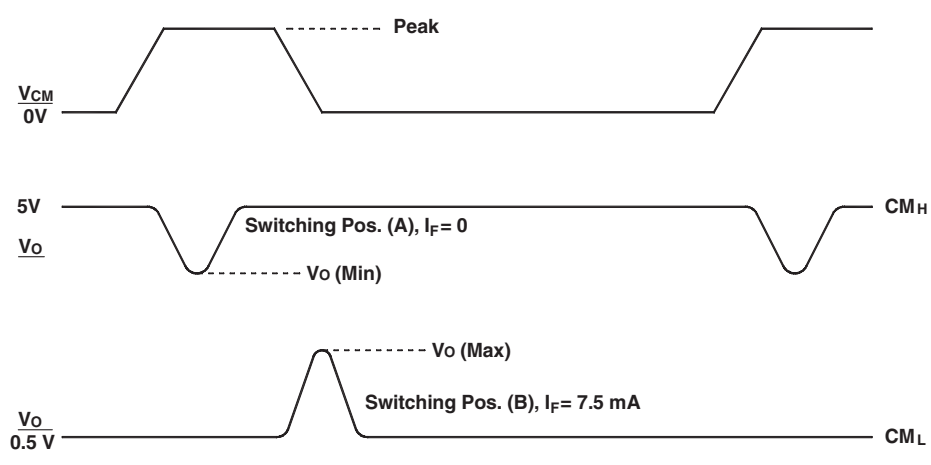 Peak
VCM
0V
5V
CMH
Switching Pos. (A), IF= 0
VO
VO (Min)
VO (Max)
Switching Pos. (B), IF= 7.5 mA
VO
0.5 V
CML